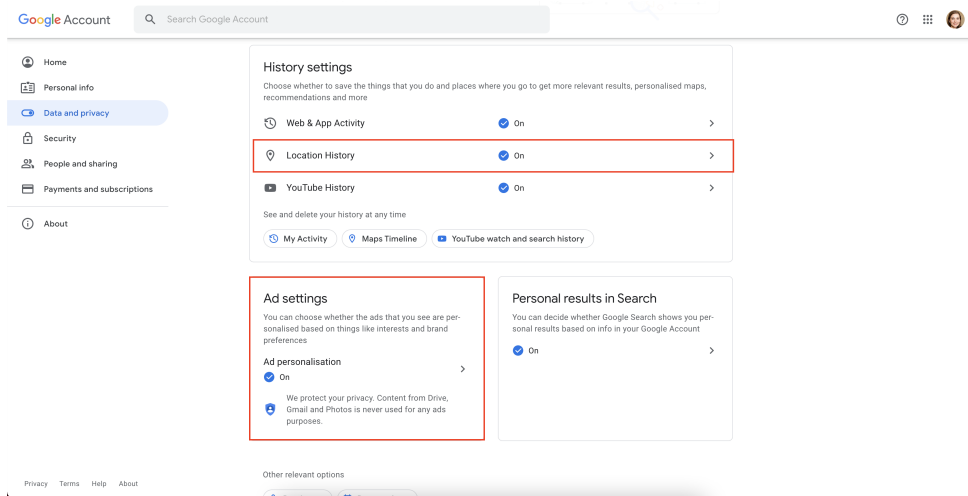 Google Account
Search Google Account
Home
Personal info
Data and privacy
Security
People and sharing
Payments and subscriptions
About
History settings
Choose whether to save the things that you do and places where you go to get more relevant results, personalised maps,
recommendations and more
Web & App Activity
On
Location History
On
YouTube History
On
See and delete your history at any time
My Activity
Maps Timeline
YouTube watch and search history
Ad settings
You can choose whether the ads that you see are per-
sonalised based on things like interests and brand
preferences
Ad personalisation
On
We protect your privacy. Content from Drive,
Gmail and Photos is never used for any ads
purposes.
Personal results in Search
You can decide whether Google Search shows you per-
sonal results based on info in your Google Account
On
Other relevant options
Privacy Terms Help About